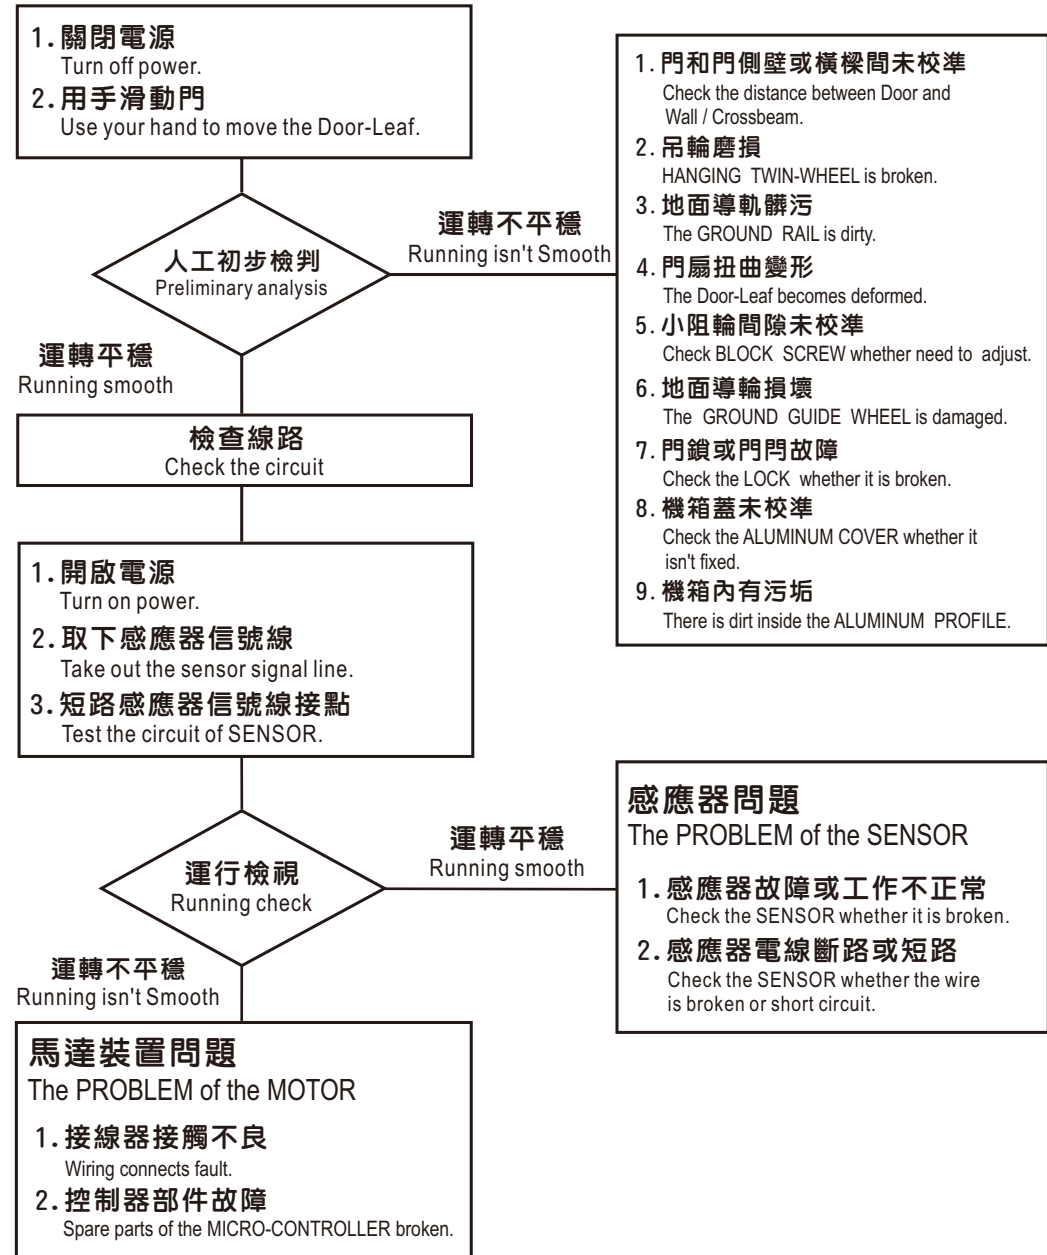 1.關閉電源
Turn off power.
2.用手滑動門
Use your hand to move the Door-Leaf.
人工初步檢判
Preliminary analysis
運轉不平穩
Running isn't Smooth
1.門和門側壁或橫樑間未校準
Check the distance between Door and
Wall / Crossbeam.
2.吊輪磨損
HANGING TWIN-WHEEL is broken.
3.地面導軌髒污
The GROUND RAIL is dirty.
4.門扇扭曲變形
The Door-Leaf becomes deformed.
5.小阻輪間隙未校準
Check BLOCK SCREW whether need to adjust.
6.地面導輪損壞
The GROUND GUIDE WHEEL is damaged.
7.門鎖或門閂故障
Check the LOCK whether it is broken.
8.機箱蓋未校準
Check the ALUMINUM COVER whether it
isn't fixed.
9.機箱內有污垢
There is dirt inside the ALUMINUM PROFILE.
運轉平穩
Running smooth
檢查線路
Check the circuit
1.開啟電源
Turn on power.
2.取下感應器信號線
Take out the sensor signal line.
3.短路感應器信號線接點
Test the circuit of SENSOR.
運行檢視
Running check
運轉平穩
Running smooth
感應器問題
The PROBLEM of the SENSOR
1.感應器故障或工作不正常
Check the SENSOR whether it is broken.
2.感應器電線斷路或短路
Check the SENSOR whether the wire
is broken or short circuit.
運轉不平穩
Running isn't Smooth
馬達裝置問題
The PROBLEM of the MOTOR
1.接線器接觸不良
Wiring connects fault.
2.控制器部件故障
Spare parts of the MICRO-CONTROLLER broken.